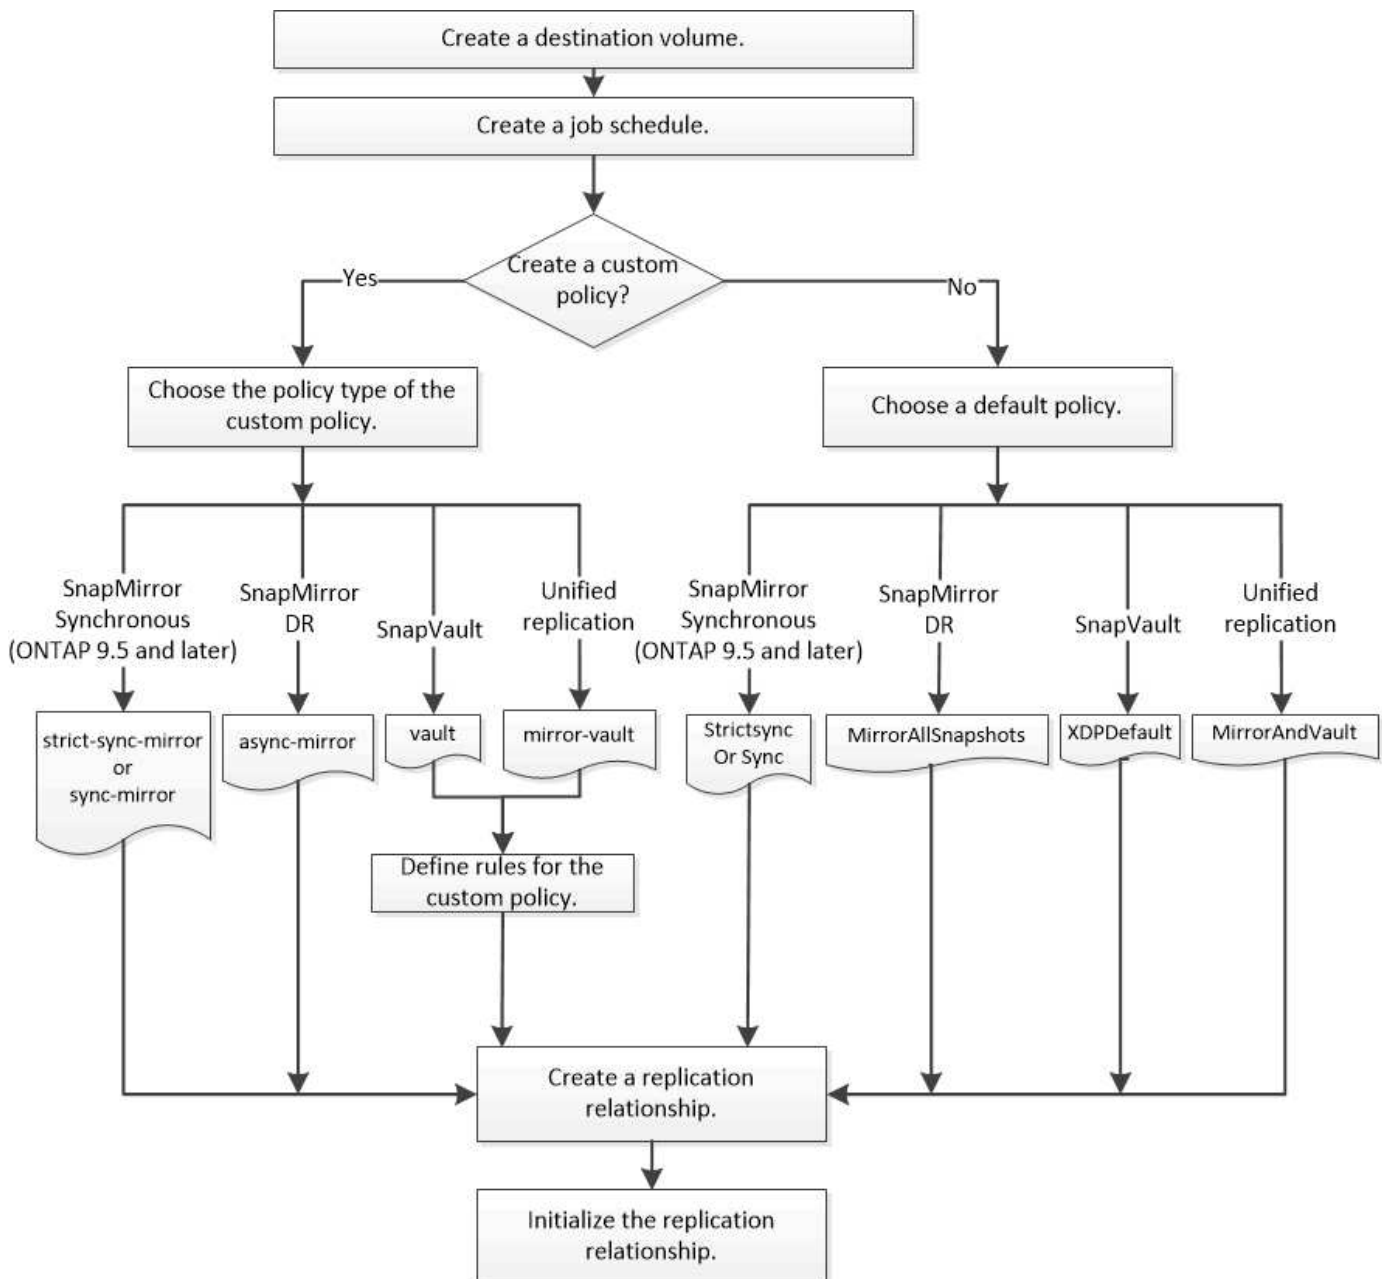 Create a destination volume.
Create a job schedule.
Create a custom
policy?
Yes
No
Choose the policy type of the
custom policy.
Choose a default policy.
SnapMirror
Synchronous
(ONTAP 9.5 and later)
SnapMirror
DR
SnapVault
Unified
replication
SnapMirror
Synchronous
(ONTAP 9.5 and later)
SnapMirror
DR
SnapVault
Unified
replication
strict-sync-mirror
or
sync-mirror
async-mirror
vault
mirror-vault
Strictsync
Or Sync
MirrorAllSnapshots
XDPDefault
MirrorAndVault
Define rules for the
custom policy.
Create a replication
relationship.
Initialize the replication
relationship.